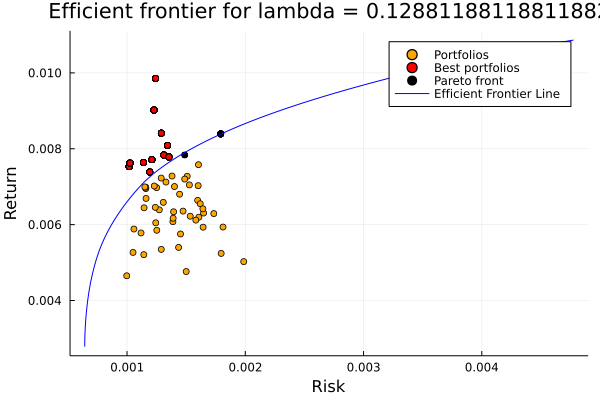 Efficient frontier for lambda = 0.1288118811881188
0.010
0.008
0.006
0.004
Return
0.001
0.002
0.003
0.004
Risk
Portfolios
Best portfolios
Pareto front
Efficient Frontier Line